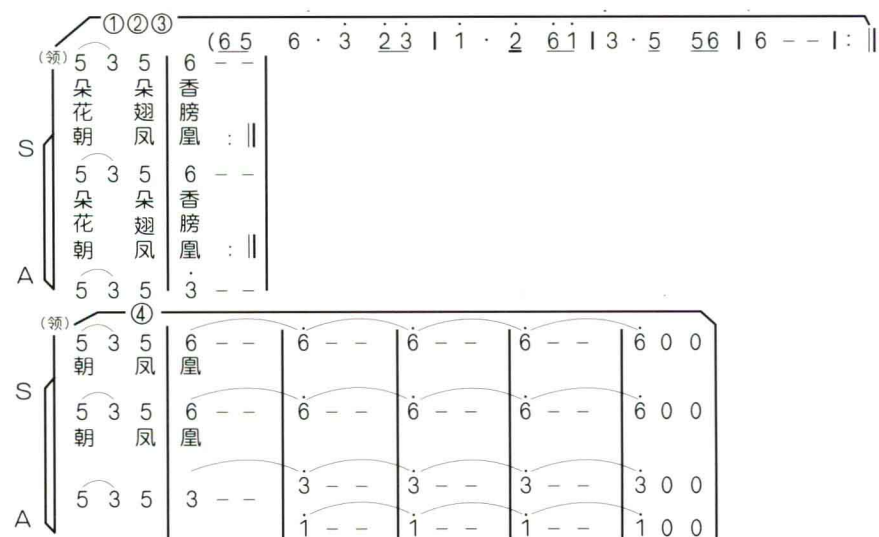 ①②③
(6 5 6 · 3 2 3 | 1 · 2 6 1 | 3 · 5 5 6 | 6 - - | : ‖
(领) 5 3 5 6 - -
朵 朵 香
花 翅 膀
朝 凤 凰 : ‖
S
5 3 5 6 - -
朵 朵 香
花 翅 膀
朝 凤 凰 : ‖
A
5 3 5 3 - -
④
(领) 5 3 5 6 - - 6 - - 6 - - 6 - - 6 0 0
朝 凤 凰
S
5 3 5 6 - - 6 - - 6 - - 6 - - 6 0 0
朝 凤 凰
3 - - 3 - - 3 - - 3 0 0
5 3 5 3 - -
A
1 - - 1 - - 1 - - 1 0 0